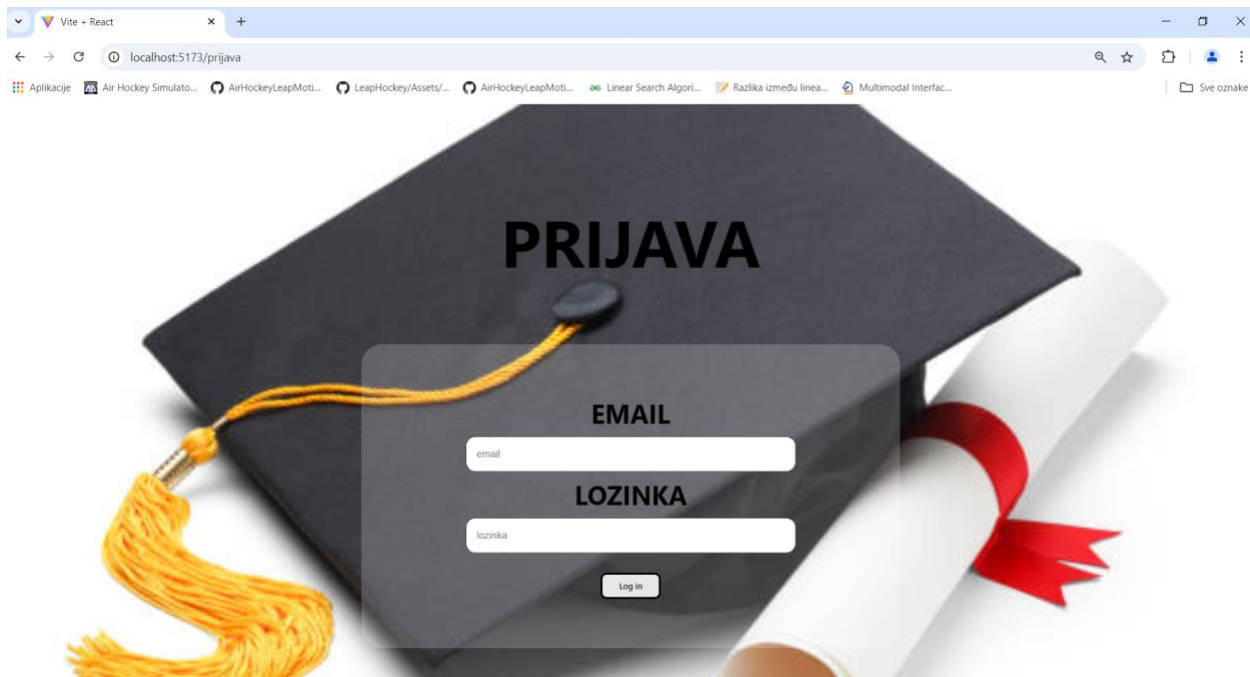 Vite + React
localhost:5173/prijava
Aplikacije Air Hockey Simulato... AirHockeyLeapMoti... LeapHockey/Assets/... AirHockeyLeapMoti... Linear Search Algori... Razlika između linea... Multimodal Interfac... Sve oznake
PRIJAVA
EMAIL
email
LOZINKA
lozinka
Log in